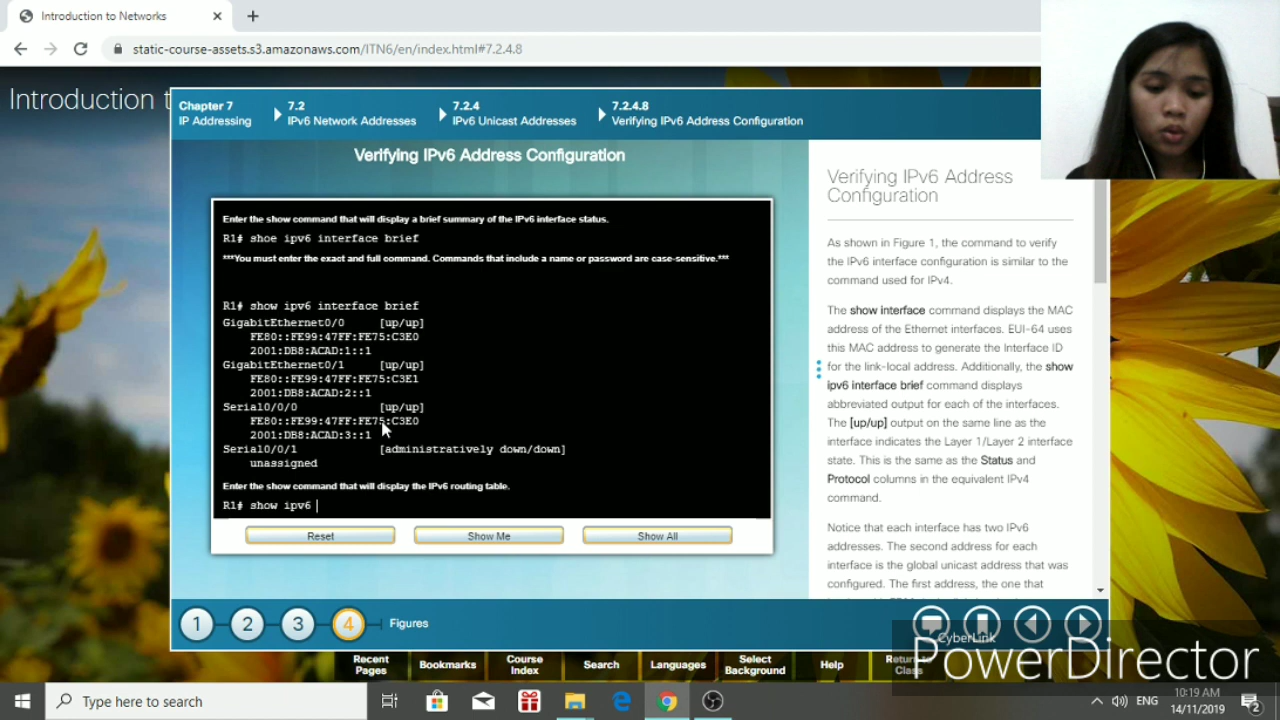 Introduction to Networks
static-course-assets.s3.amazonaws.com/ITN6/en/index.html#7.2.4.8
Introduction t
Chapter 7
IP Addressing
7.2
IPv6 Network Addresses
7.2.4
IPv6 Unicast Addresses
7.2.4.8
Verifying IPv6 Address Configuration
Verifying IPv6 Address Configuration
Enter the show command that will display a brief summary of the IPv6 interface status.
R1# shoe ipv6 interface brief
***You must enter the exact and full command. Commands that include a name or password are case-sensitive.***
R1# show ipv6 interface brief
GigabitEthernet0/0 [up/up]
FE80::FE99:47FF:FE75:C3E0
2001:DB8:ACAD:1::1
GigabitEthernet0/1 [up/up]
FE80::FE99:47FF:FE75:C3E1
2001:DB8:ACAD:2::1
Serial0/0/0 [up/up]
FE80::FE99:47FF:FE75:C3E0
2001:DB8:ACAD:3::1
Serial0/0/1 [administratively down/down]
unassigned
Enter the show command that will display the IPv6 routing table.
R1# show ipv6
Reset
Show Me
Show All
Verifying IPv6 Address
Configuration
As shown in Figure 1, the command to verify
the IPv6 interface configuration is similar to the
command used for IPv4.
The show interface command displays the MAC
address of the Ethernet interfaces. EUI-64 uses
this MAC address to generate the Interface ID
for the link-local address. Additionally, the show
ipv6 interface brief command displays
abbreviated output for each of the interfaces.
The [up/up] output on the same line as the
interface indicates the Layer 1/Layer 2 interface
state. This is the same as the Status and
Protocol columns in the equivalent IPv4
command.
Notice that each interface has two IPv6
addresses. The second address for each
interface is the global unicast address that was
configured. The first address, the one that
1
2
3
4
Figures
Recent
Pages
Bookmarks
Course
Index
Search
Languages
Select
Background
Help
Class
CyberLink
PowerDirector
Type here to search
ENG
10:19 AM
14/11/2019
2